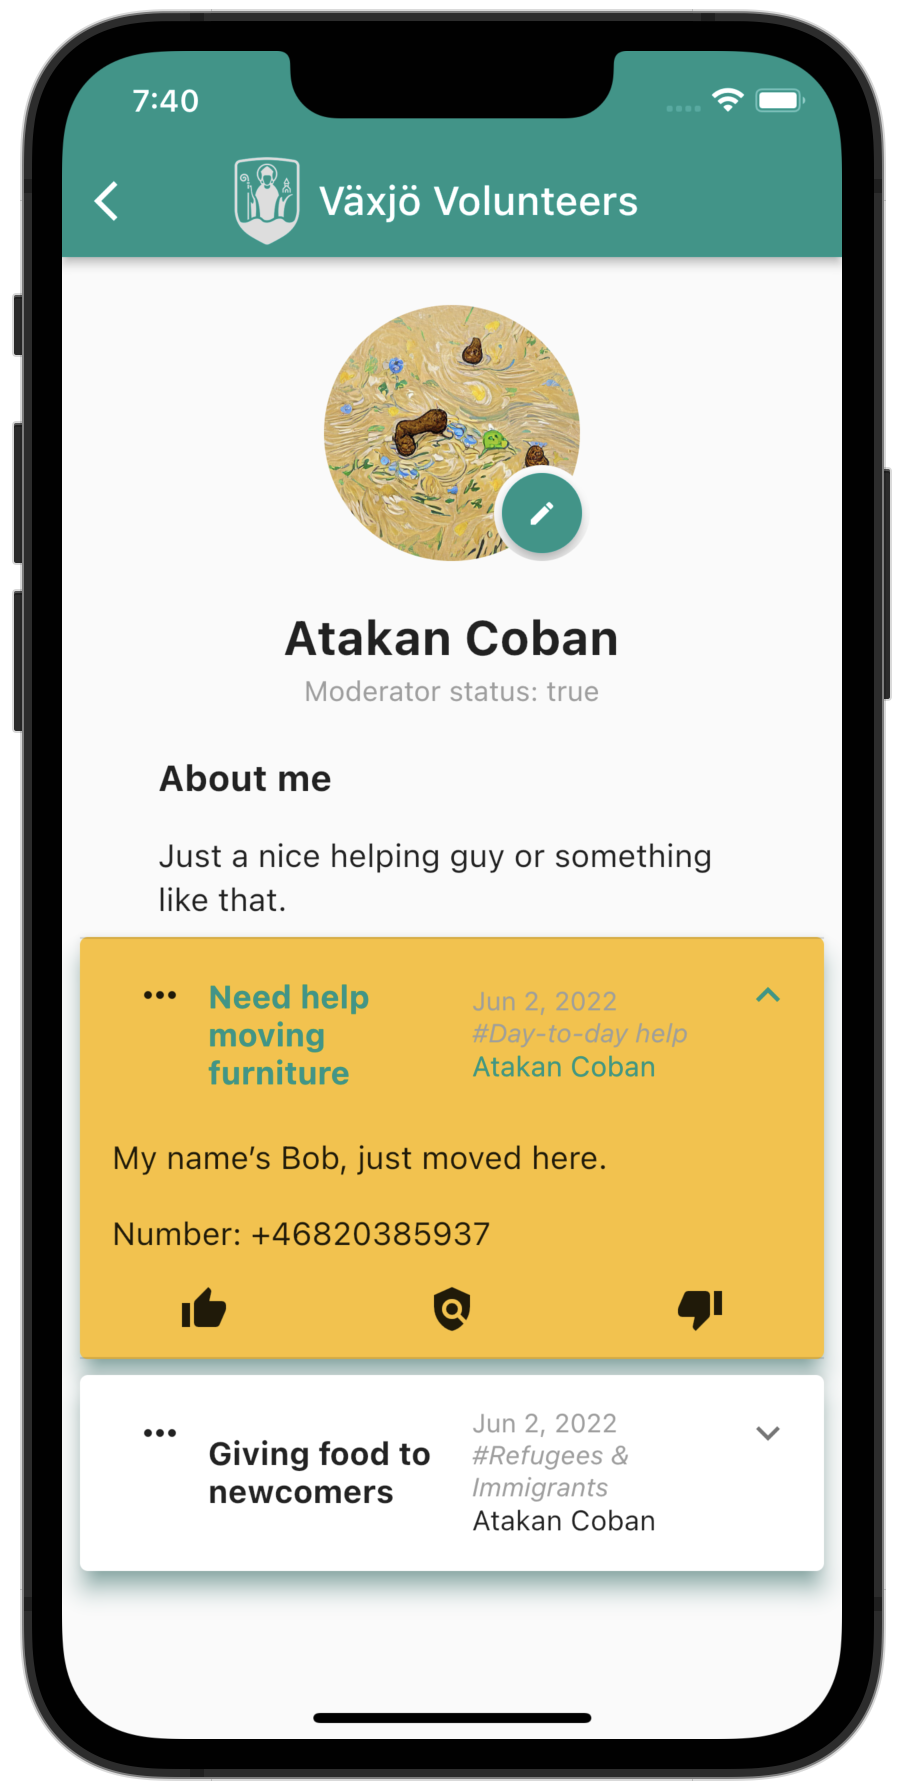 7:40
Växjö Volunteers
Atakan Coban
Moderator status: true
About me
Just a nice helping guy or something
like that.
Need help
moving
furniture
Jun 2, 2022
#Day-to-day help
Atakan Coban
My name’s Bob, just moved here.
Number: +46820385937
Giving food to
newcomers
Jun 2, 2022
#Refugees &
Immigrants
Atakan Coban